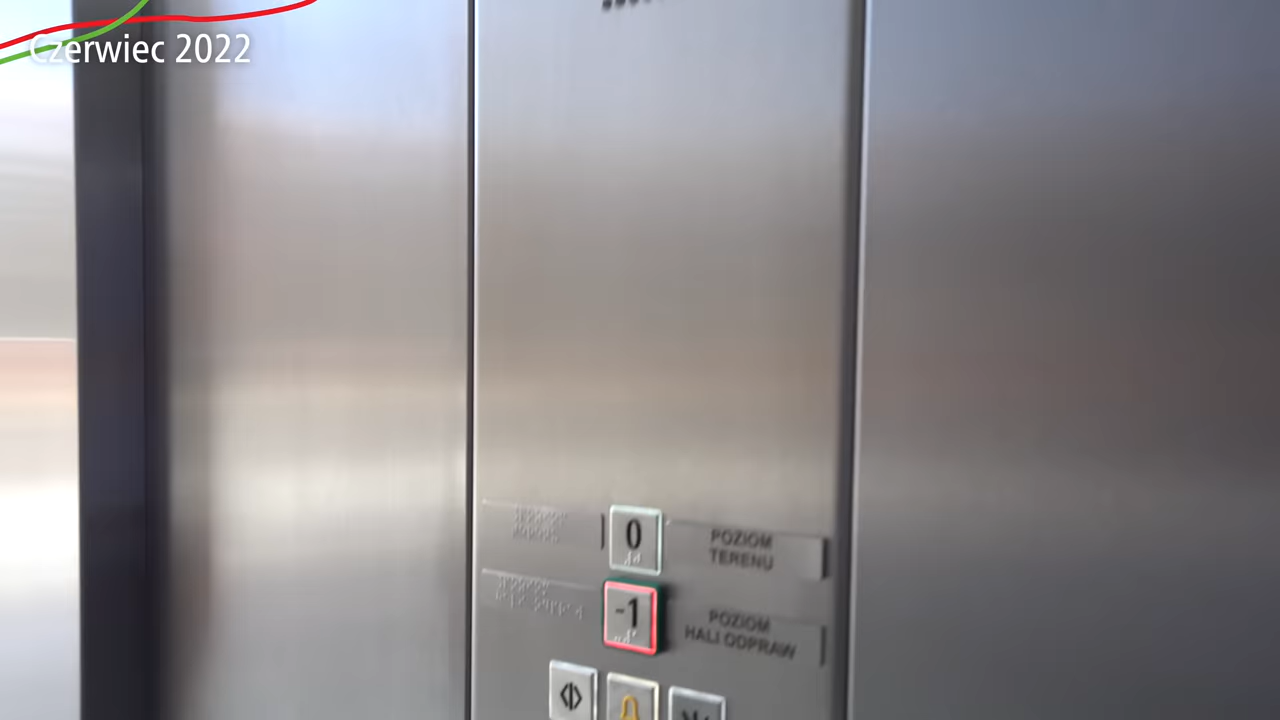 Czerwiec 2022
0
POZIOM
TERENU
-1
POZIOM
HALI ODPRAW